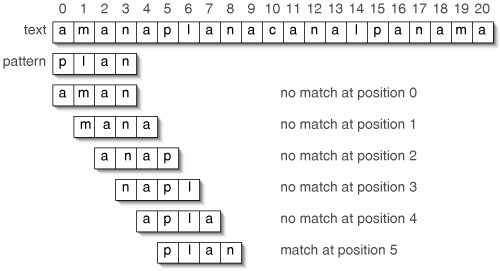 0 1 2 3 4 5 6 7 8 9 10 11 12 13 14 15 16 17 18 19 20
text a m a n a p l a n a c a n a l p a n a m a
pattern p l a n
a m a n no match at position 0
m a n a no match at position 1
a n a p no match at position 2
n a p l no match at position 3
a p l a no match at position 4
p l a n match at position 5